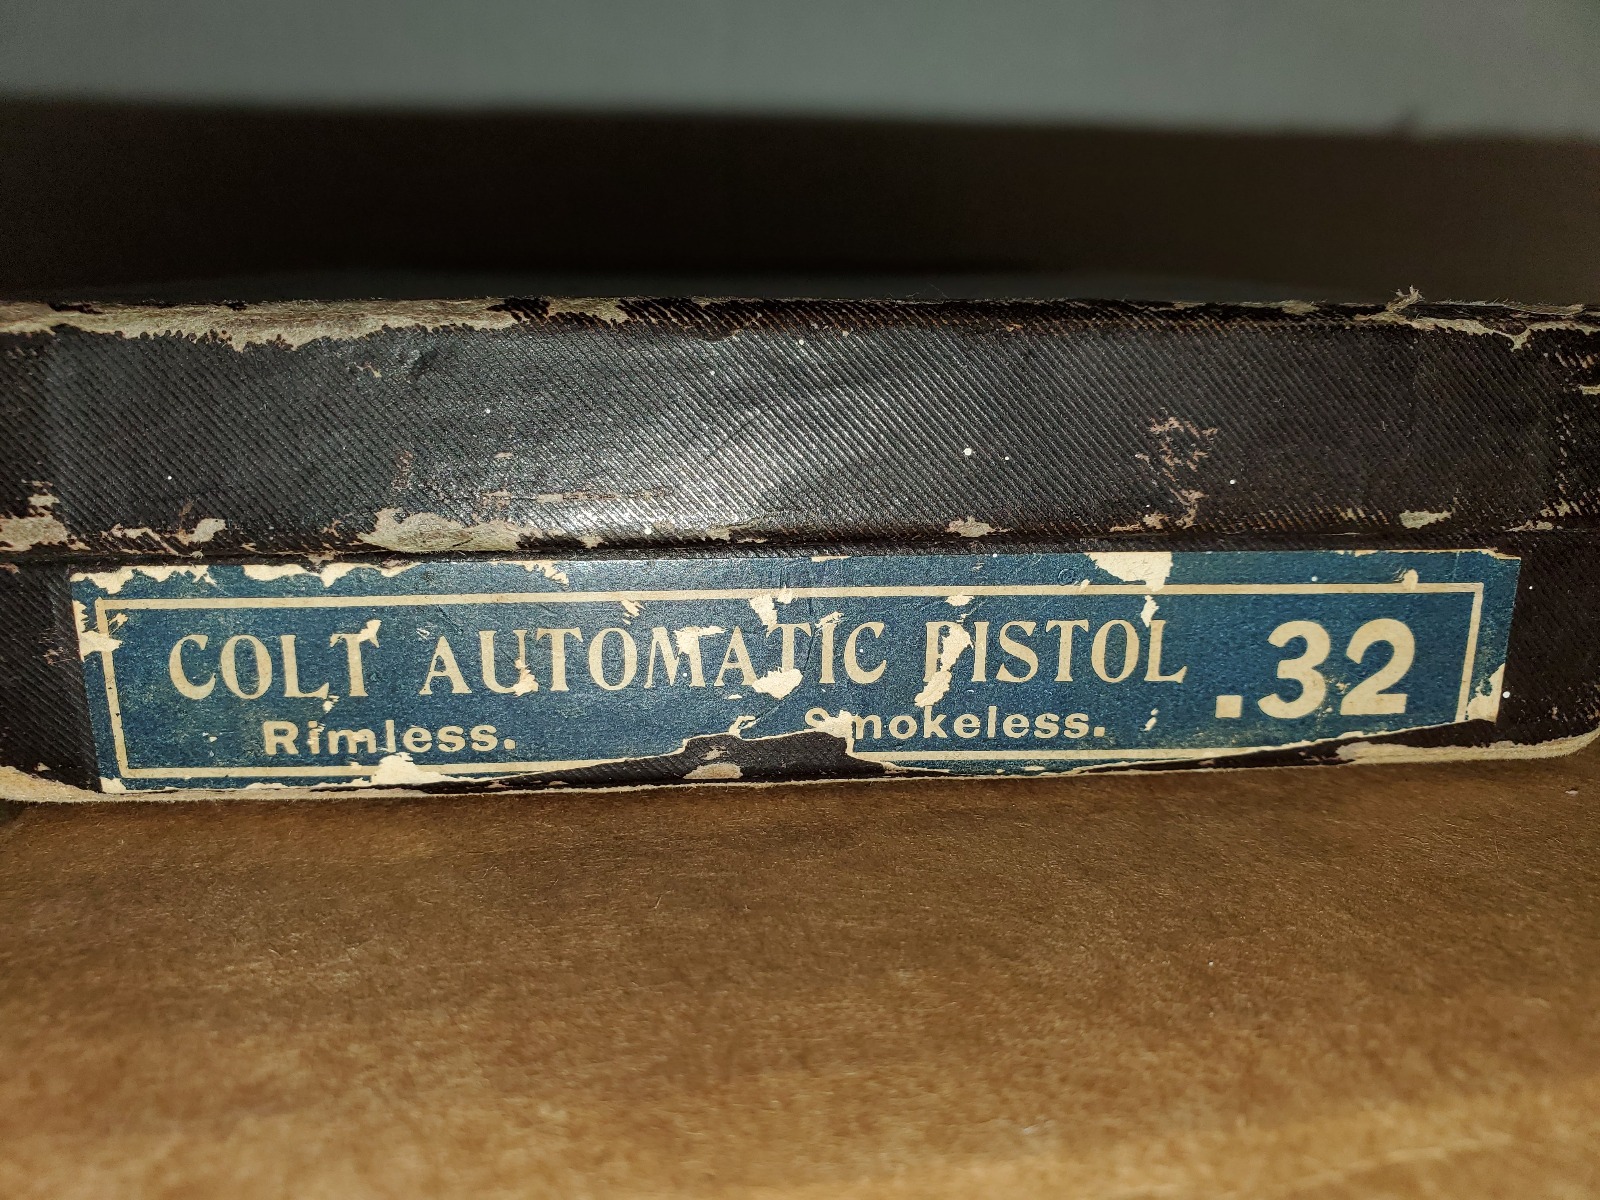 COLT AUTOMATIC PISTOL .32
Rimless. Smokeless.